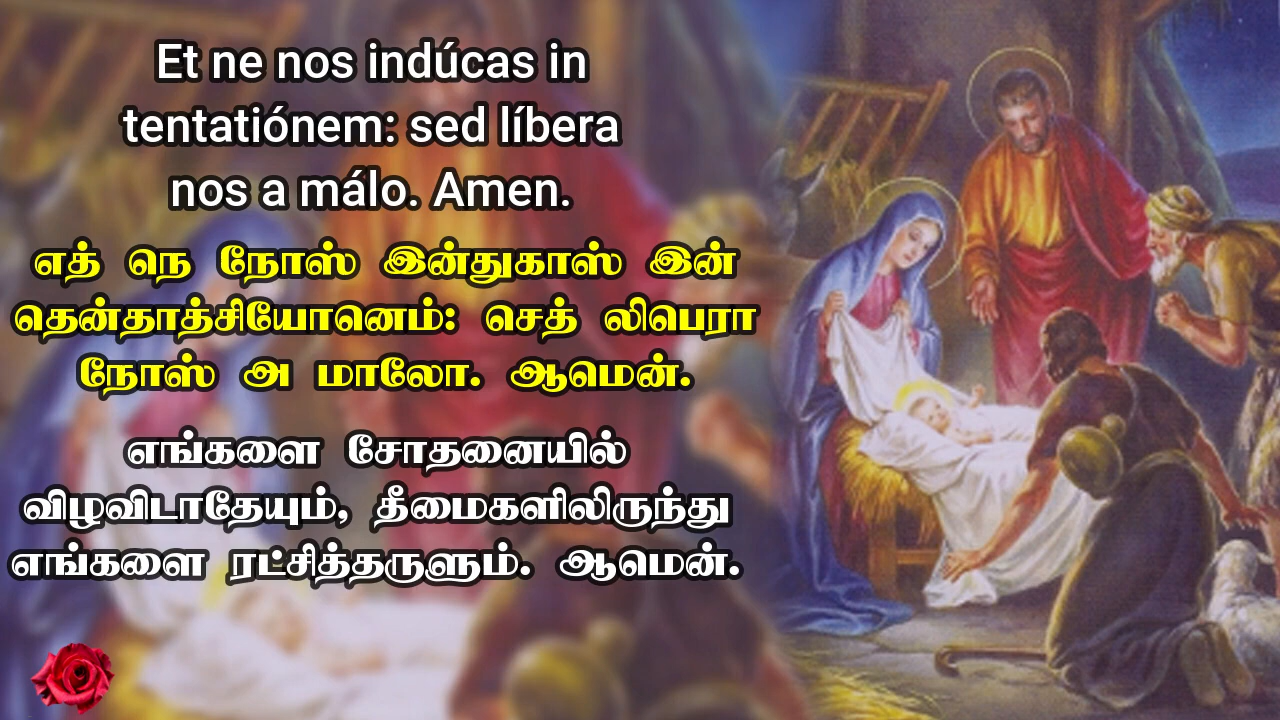 Et ne nos indúcas in
tentatiónem: sed líbera
nos a málo. Amen.
எத் நெ நோஸ் இன்துகாஸ் இன்
தென்தாத்சியோனெம்: செத் லிபெரா
நோஸ் அ மாலோ. ஆமென்.
எங்களை சோதனையில்
விழவிடாதேயும், தீமைகளிலிருந்து
எங்களை ரட்சித்தருளும். ஆமென்.